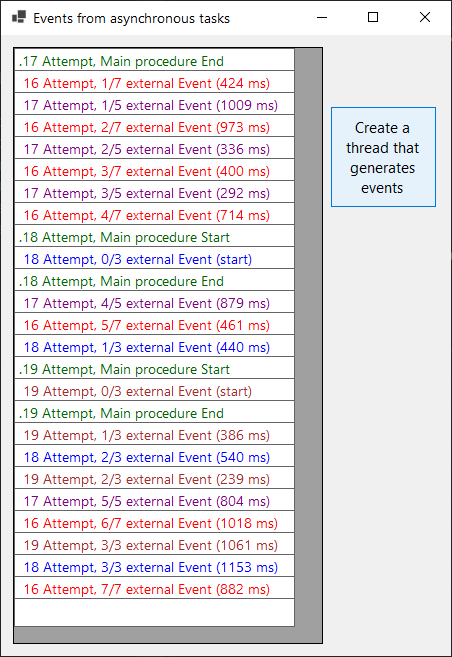 Events from asynchronous tasks
.17 Attempt, Main procedure End
16 Attempt, 1/7 external Event (424 ms)
17 Attempt, 1/5 external Event (1009 ms)
16 Attempt, 2/7 external Event (973 ms)
17 Attempt, 2/5 external Event (336 ms)
16 Attempt, 3/7 external Event (400 ms)
17 Attempt, 3/5 external Event (292 ms)
16 Attempt, 4/7 external Event (714 ms)
.18 Attempt, Main procedure Start
18 Attempt, 0/3 external Event (start)
.18 Attempt, Main procedure End
17 Attempt, 4/5 external Event (879 ms)
16 Attempt, 5/7 external Event (461 ms)
18 Attempt, 1/3 external Event (440 ms)
.19 Attempt, Main procedure Start
19 Attempt, 0/3 external Event (start)
.19 Attempt, Main procedure End
19 Attempt, 1/3 external Event (386 ms)
18 Attempt, 2/3 external Event (540 ms)
19 Attempt, 2/3 external Event (239 ms)
17 Attempt, 5/5 external Event (804 ms)
16 Attempt, 6/7 external Event (1018 ms)
19 Attempt, 3/3 external Event (1061 ms)
18 Attempt, 3/3 external Event (1153 ms)
16 Attempt, 7/7 external Event (882 ms)
Create a
thread that
generates
events